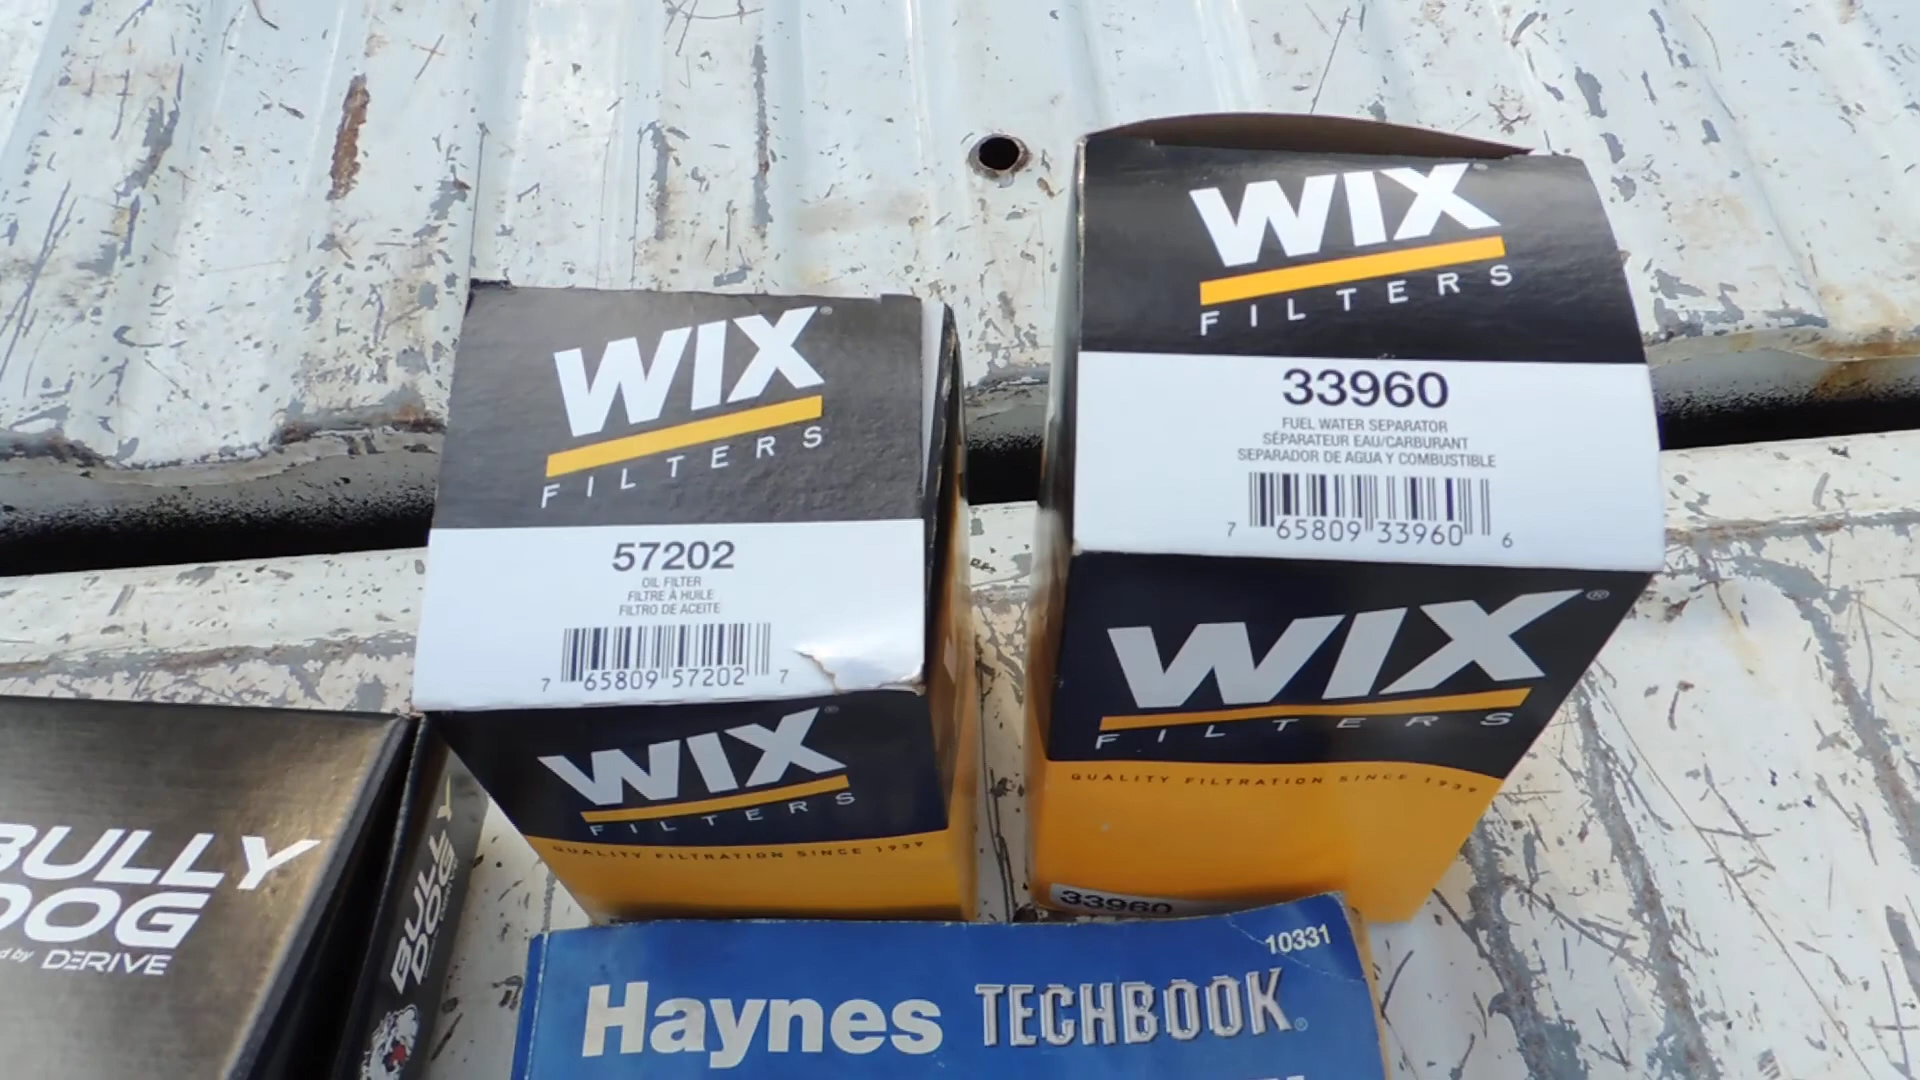 WIX®
FILTERS
57202
OIL FILTER
FILTRE À HUILE
FILTRO DE ACEITE
7 65809 57202 7
WIX®
FILTERS
QUALITY FILTRATION SINCE 1939
WIX®
FILTERS
33960
FUEL WATER SEPARATOR
SÉPARATEUR EAU/CARBURANT
SEPARADOR DE AGUA Y COMBUSTIBLE
7 65809 33960 6
WIX®
FILTERS
QUALITY FILTRATION SINCE 1939
33960
BULLY
DOG
by DERIVE
BULLY
DOG
10331
Haynes TECHBOOK®